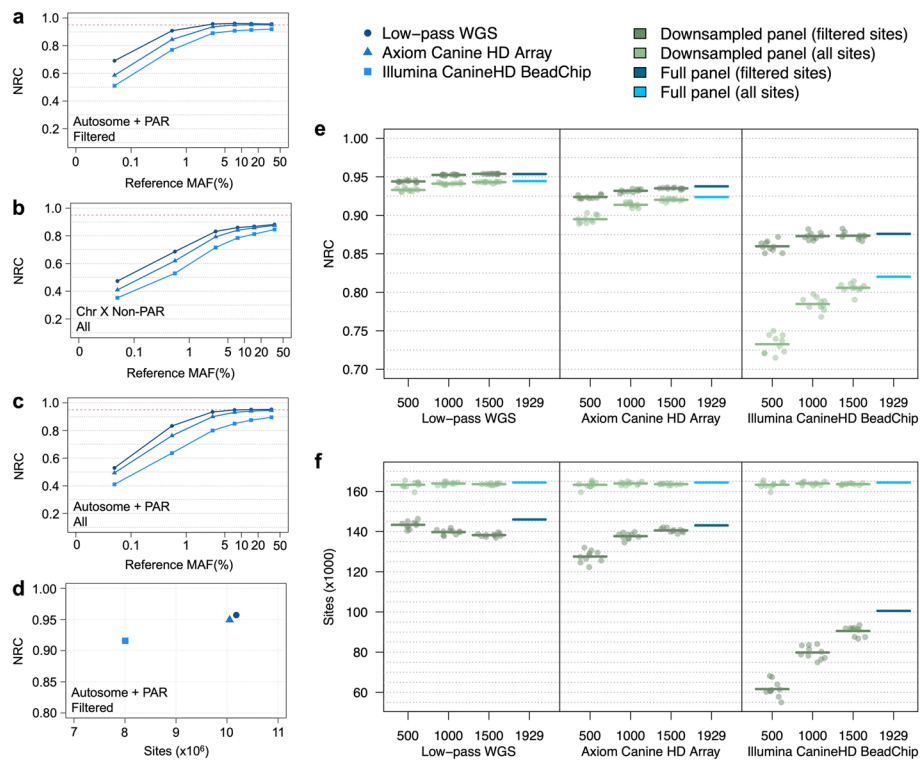 a
1.0
0.8
0.6
0.4
0.2
NRC
Autosome + PAR
Filtered
0 0.1 1 5 10 20 50
Reference MAF(%)
b
1.0
0.8
0.6
0.4
0.2
NRC
Chr X Non-PAR
All
0 0.1 1 5 10 20 50
Reference MAF(%)
c
1.0
0.8
0.6
0.4
0.2
NRC
Autosome + PAR
All
0 0.1 1 5 10 20 50
Reference MAF(%)
d
1.00
0.95
0.90
0.85
0.80
NRC
Autosome + PAR
Filtered
7 8 9 10 11
Sites (x10⁶)
Low-pass WGS
Axiom Canine HD Array
Illumina CanineHD BeadChip
Downsampled panel (filtered sites)
Downsampled panel (all sites)
Full panel (filtered sites)
Full panel (all sites)
e
1.00
0.95
0.90
0.85
0.80
0.75
0.70
NRC
500 1000 1500 1929 500 1000 1500 1929 500 1000 1500 1929
Low-pass WGS Axiom Canine HD Array Illumina CanineHD BeadChip
f
160
140
120
100
80
60
Sites (x1000)
500 1000 1500 1929 500 1000 1500 1929 500 1000 1500 1929
Low-pass WGS Axiom Canine HD Array Illumina CanineHD BeadChip